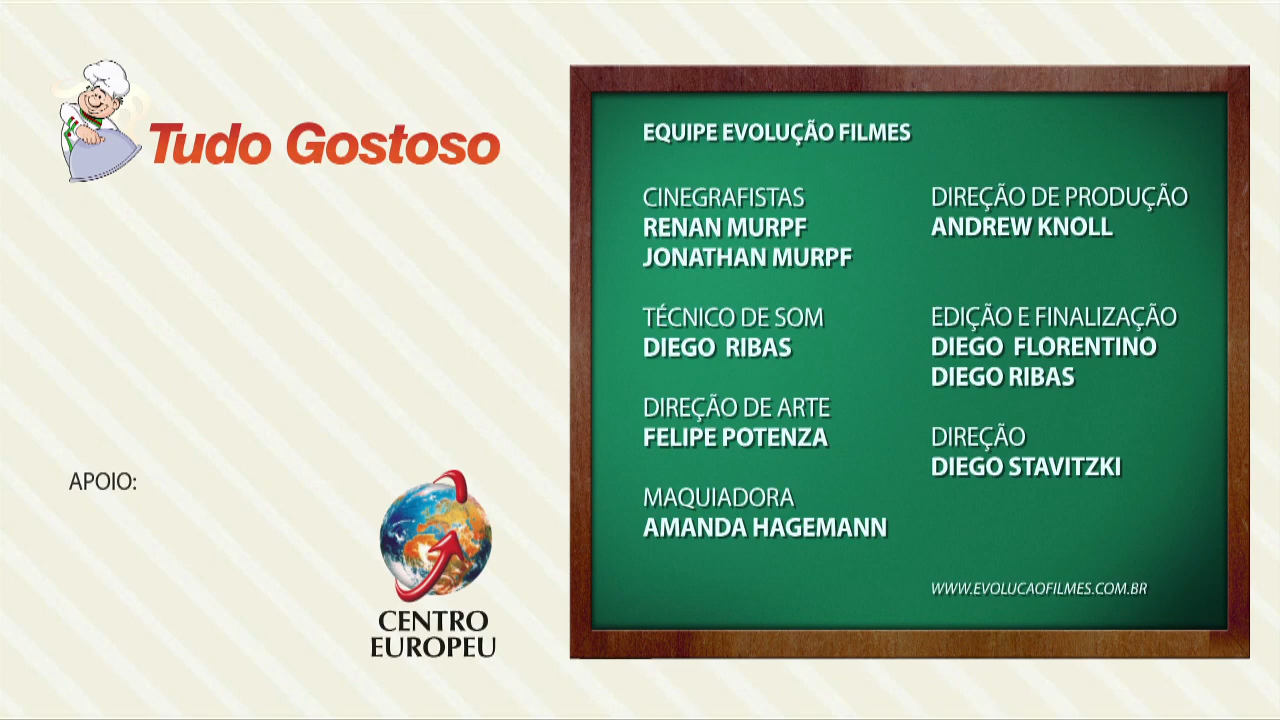 Tudo Gostoso
APOIO:
CENTRO
EUROPEU
EQUIPE EVOLUÇÃO FILMES
CINEGRAFISTAS
RENAN MURPF
JONATHAN MURPF
TÉCNICO DE SOM
DIEGO RIBAS
DIREÇÃO DE ARTE
FELIPE POTENZA
MAQUIADORA
AMANDA HAGEMANN
DIREÇÃO DE PRODUÇÃO
ANDREW KNOLL
EDIÇÃO E FINALIZAÇÃO
DIEGO FLORENTINO
DIEGO RIBAS
DIREÇÃO
DIEGO STAVITZKI
WWW.EVOLUCAOFILMES.COM.BR